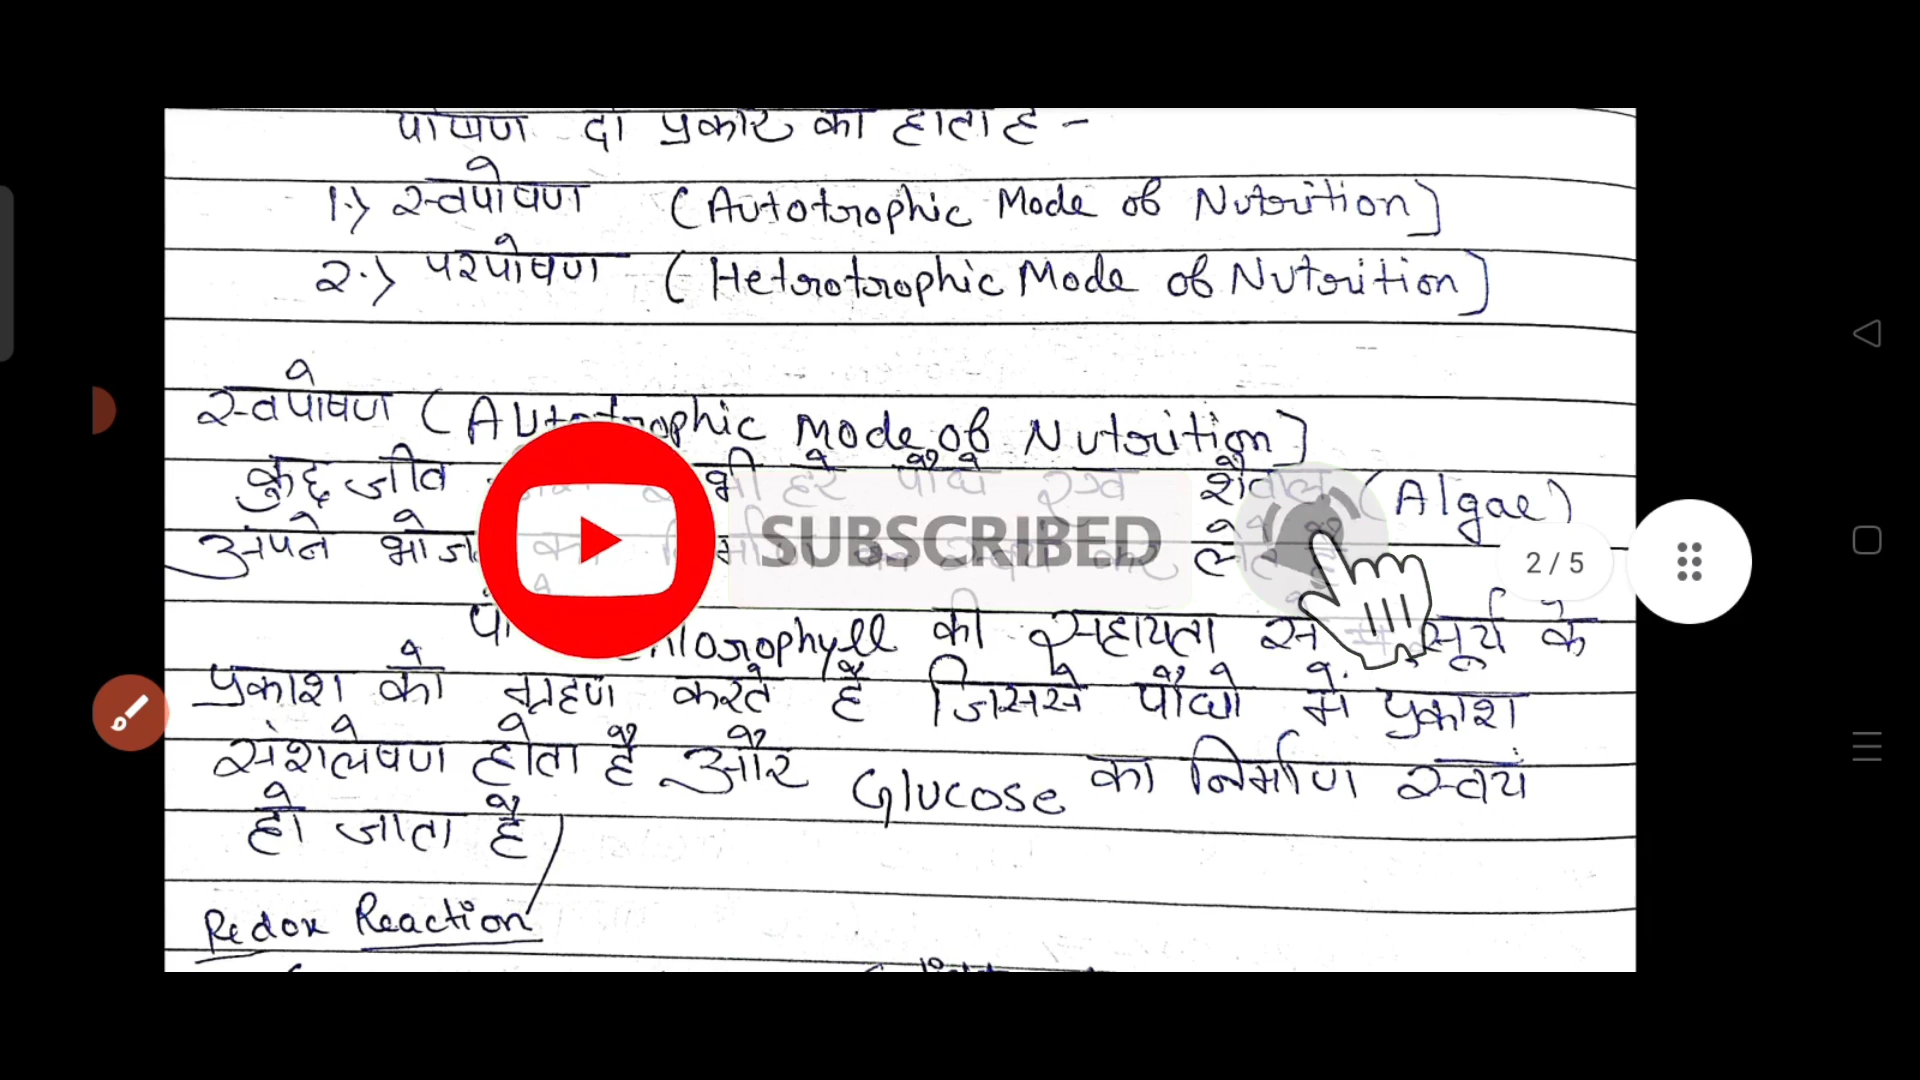 पोषण दो प्रकार का होता है -
1.) स्वपोषण (Autotrophic Mode of Nutrition)
2.) परपोषण (Hetrotrophic Mode of Nutrition)
स्वपोषण (Autotrophic Mode of Nutrition)
कुछ जीव हरे पौधे एवं शैवाल (Algae)
अपने
SUBSCRIBED
2/5
Chlorophyll की सहायता से सूर्य के
प्रकाश को ग्रहण करते हैं जिससे पौधो में प्रकाश
संश्लेषण होता है और Glucose का निर्माण स्वयं
हो जाता है/
Redox Reaction